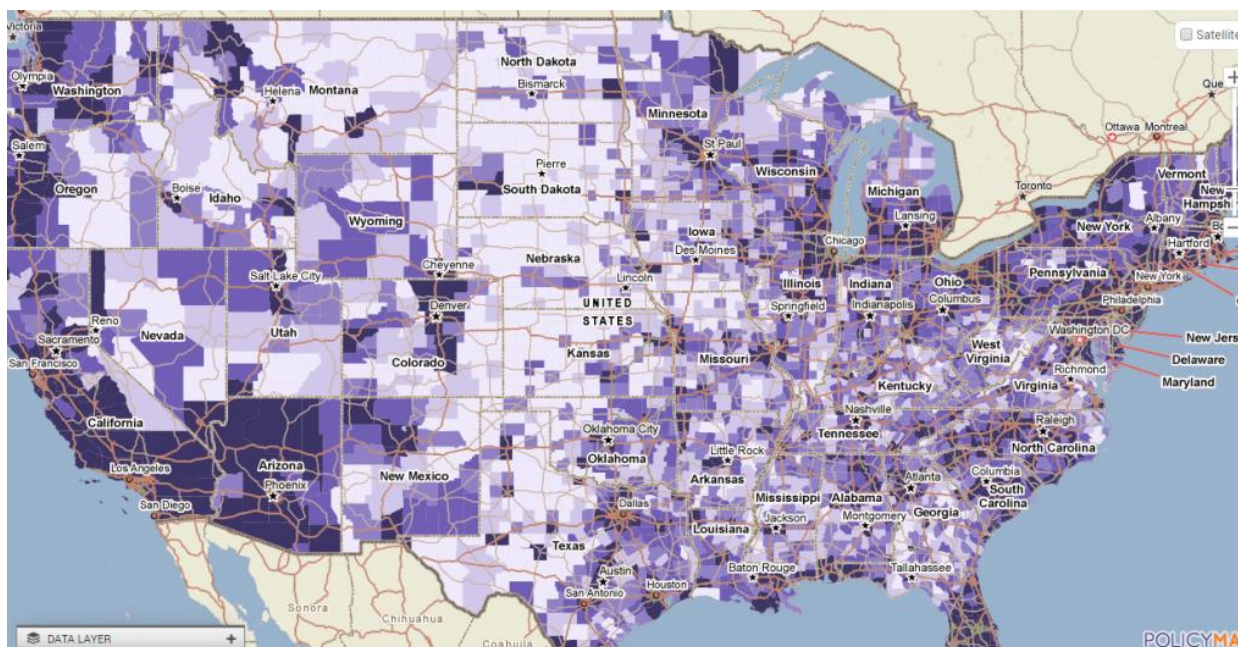 Victoria
Satellite
Olympia
Washington
Helena
Montana
North Dakota
Bismarck
Minnesota
Ottawa
Montreal
Salem
Oregon
Boise
Idaho
Pierre
South Dakota
St Paul
Wisconsin
Michigan
Toronto
Vermont
Wyoming
Lansing
New York
Albany
Hartford
Iowa
Des Moines
Chicago
Nebraska
Cheyenne
Salt Lake City
Lincoln
Illinois
Indiana
Ohio
Pennsylvania
New York
Reno
Nevada
Utah
Denver
Colorado
UNITED
STATES
Springfield
Indianapolis
Columbus
Philadelphia
Sacramento
San Francisco
Kansas
Missouri
West
Virginia
Washington DC
New Jers
Delaware
Maryland
Richmond
Virginia
Kentucky
California
Nashville
Tennessee
Raleigh
North Carolina
Los Angeles
Arizona
Phoenix
New Mexico
Oklahoma City
Oklahoma
Little Rock
Arkansas
Atlanta
Columbia
South
Carolina
San Diego
Dallas
Mississippi
Alabama
Georgia
Louisiana
Jackson
Montgomery
Texas
Austin
Baton Rouge
Tallahassee
San Antonio
Houston
Sonora
Chihuahua
Coahuila
DATA LAYER
POLICYMA